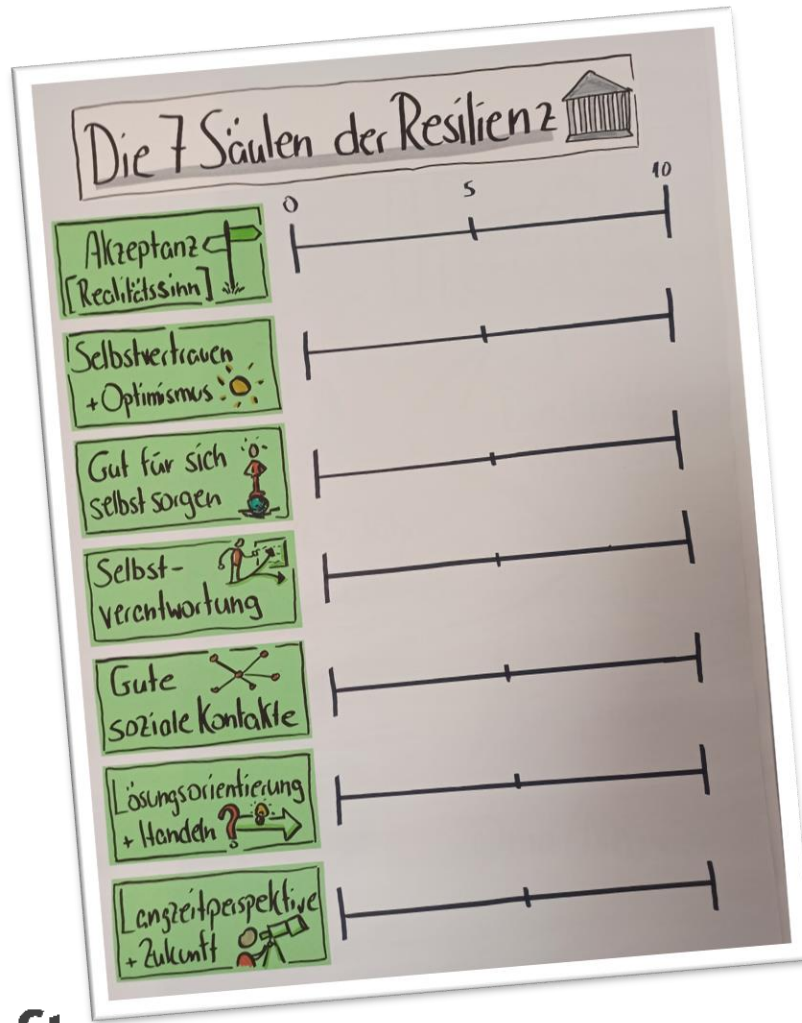 Die 7 Säulen der Resilienz
0 5 10
Akzeptanz
[Realitätssinn]
Selbstvertrauen
+ Optimismus
Gut für sich
selbst sorgen
Selbst-
verantwortung
Gute
soziale Kontakte
Lösungsorientierung
+ Handeln ?
Langzeitperspektive
+ Zukunft